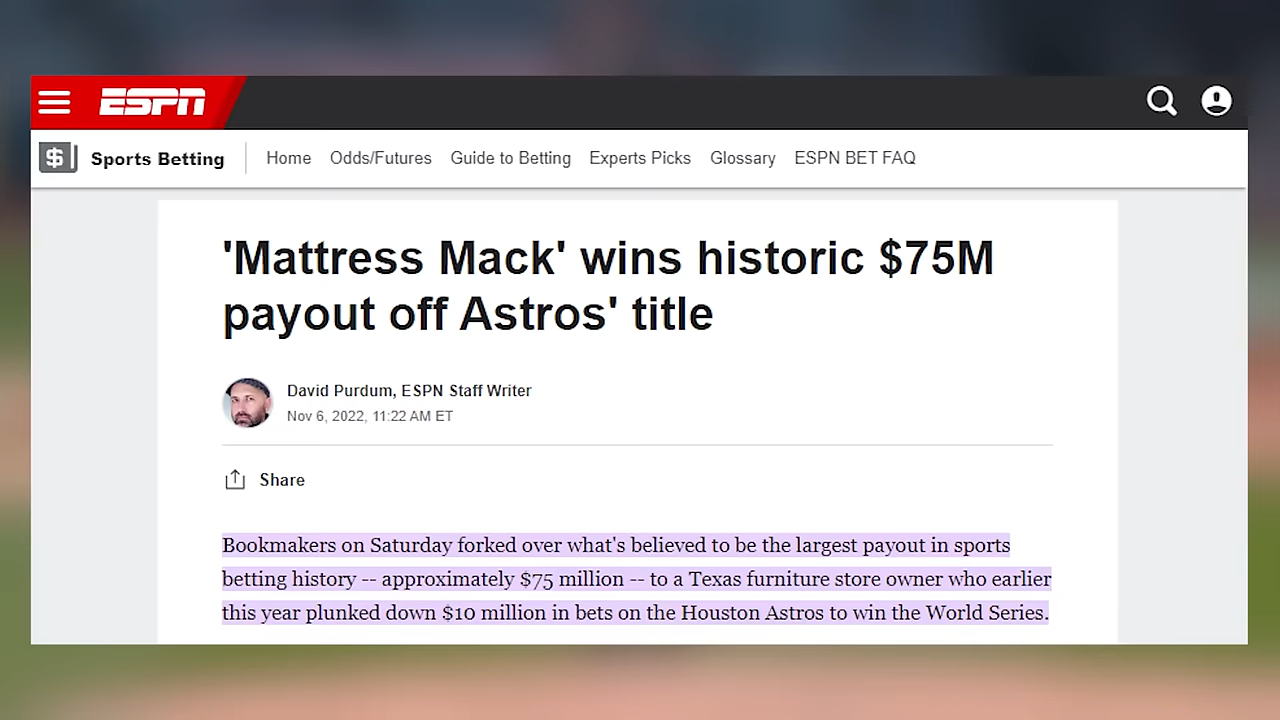 ESPN
$ Sports Betting Home Odds/Futures Guide to Betting Experts Picks Glossary ESPN BET FAQ
'Mattress Mack' wins historic $75M
payout off Astros' title
David Purdum, ESPN Staff Writer
Nov 6, 2022, 11:22 AM ET
Share
Bookmakers on Saturday forked over what's believed to be the largest payout in sports
betting history -- approximately $75 million -- to a Texas furniture store owner who earlier
this year plunked down $10 million in bets on the Houston Astros to win the World Series.